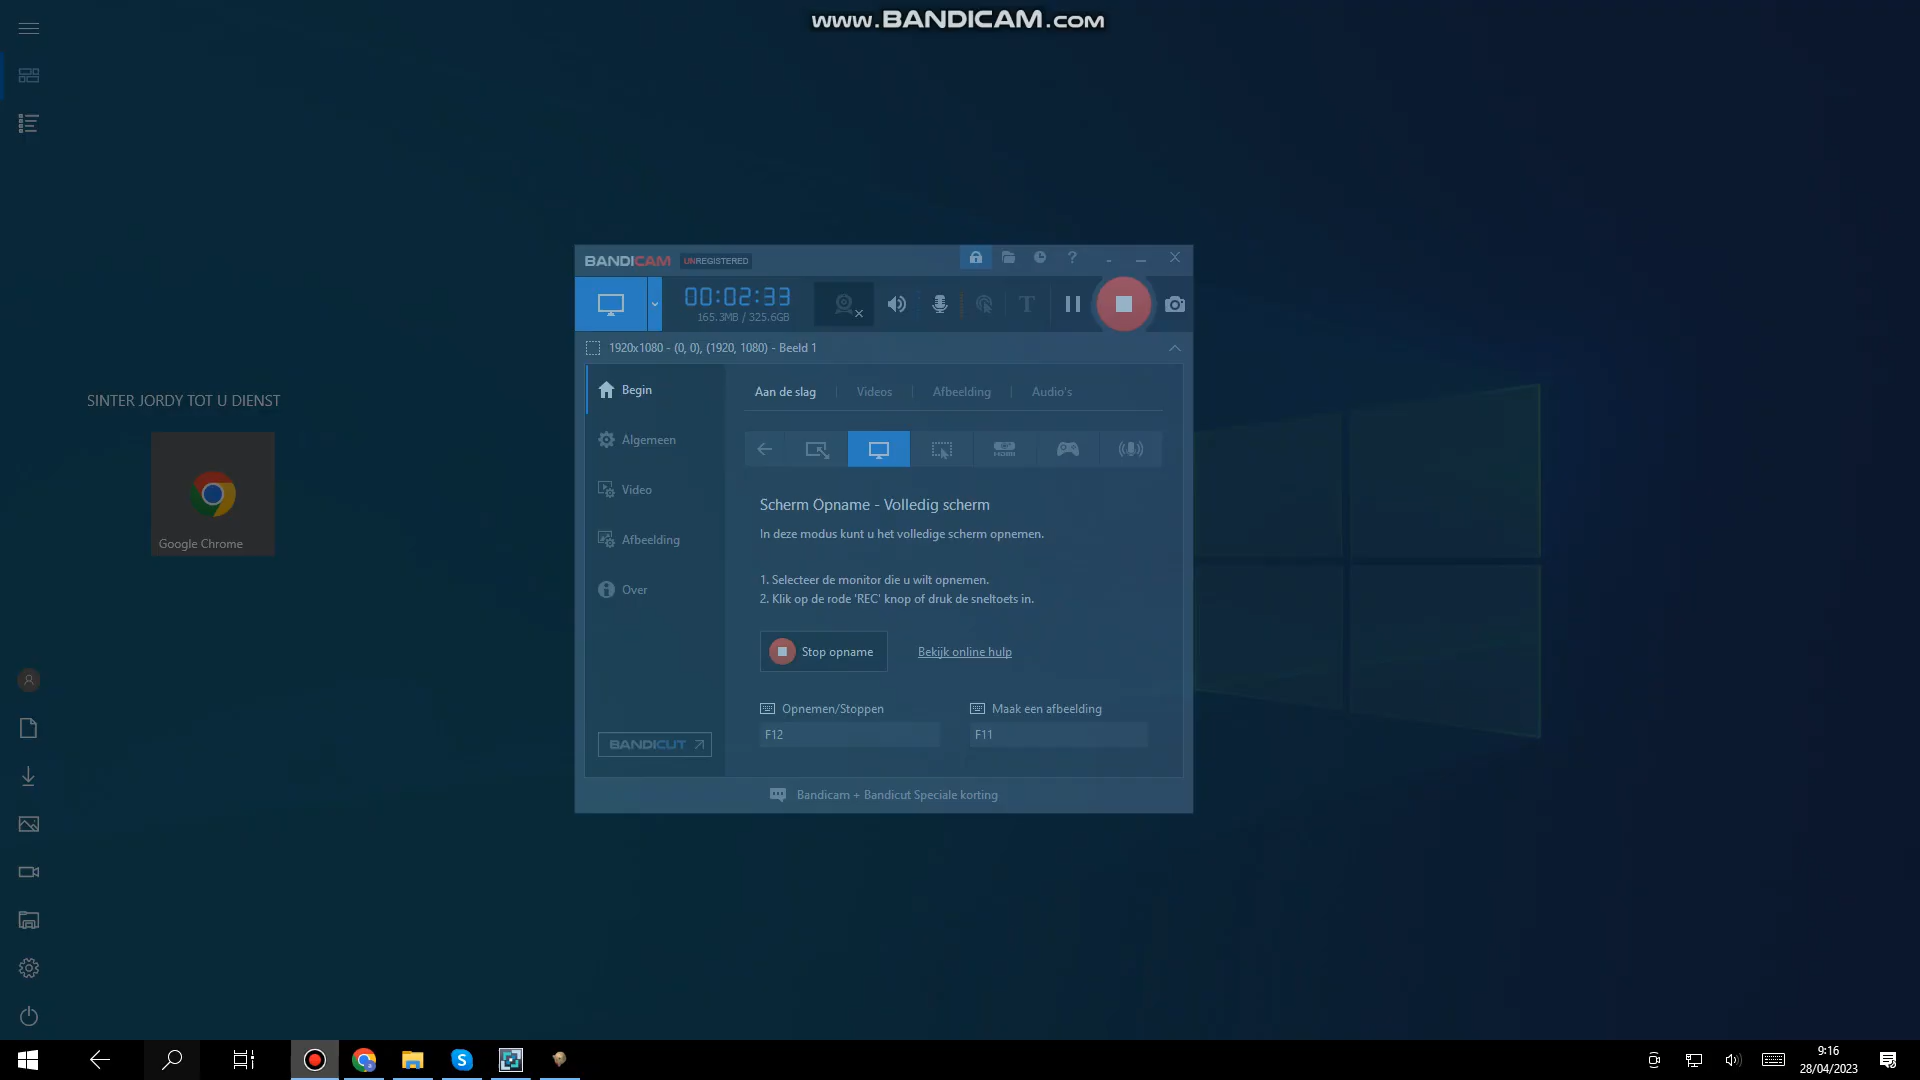 www.BANDICAM.com
BANDICAM UNREGISTERED
?
00:02:33
165.3MB / 325.6GB
T
1920x1080 - (0, 0), (1920, 1080) - Beeld 1
Begin
Algemeen
Video
Afbeelding
Over
BANDICUT
Aan de slag | Videos | Afbeelding | Audio's
HDMI
Scherm Opname - Volledig scherm
In deze modus kunt u het volledige scherm opnemen.
1. Selecteer de monitor die u wilt opnemen.
2. Klik op de rode 'REC' knop of druk de sneltoets in.
Stop opname
Bekijk online hulp
Opnemen/Stoppen
F12
Maak een afbeelding
F11
Bandicam + Bandicut Speciale korting
SINTER JORDY TOT U DIENST
Google Chrome
9:16
28/04/2023